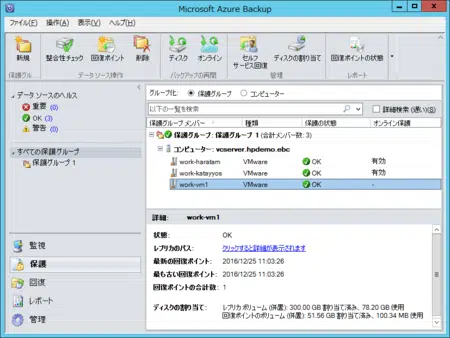 Microsoft Azure Backup
ファイル(F) 操作(A) 表示(V) ヘルプ(H)
新規 整合性チェック 回復ポイント 削除 ディスク オンライン セルフサービス回復 ディスクの割り当て 回復ポイントの状態
保護グル... データソース操作 バックアップの再開 管理 レポート
データ ソースのヘルス
重要 (0)
OK (3)
警告 (0)
すべての保護グループ
保護グループ 1
監視
保護
回復
レポート
管理
グループ化: 保護グループ コンピューター
以下の一覧を検索 詳細検索 (遅い)(S)
保護グループ メンバー 種類 保護の状態 オンライン保護
保護グループ: 保護グループ 1 (合計メンバー数: 3)
コンピューター: vcserver.hpdemo.ebc
work-haratam VMware OK 有効
work-katayyos VMware OK 有効
work-vm1 VMware OK -
詳細: work-vm1
状態: OK
レプリカのパス: クリックすると詳細が表示されます
最新の回復ポイント: 2016/12/25 11:03:26
最も古い回復ポイント: 2016/12/25 11:03:26
回復ポイントの合計数: 1
ディスクの割り当て: レプリカ ボリューム (併置): 300.00 GB 割り当て済み、78.20 GB 使用
回復ポイントのボリューム (併置): 51.56 GB 割り当て済み、100.34 MB 使用